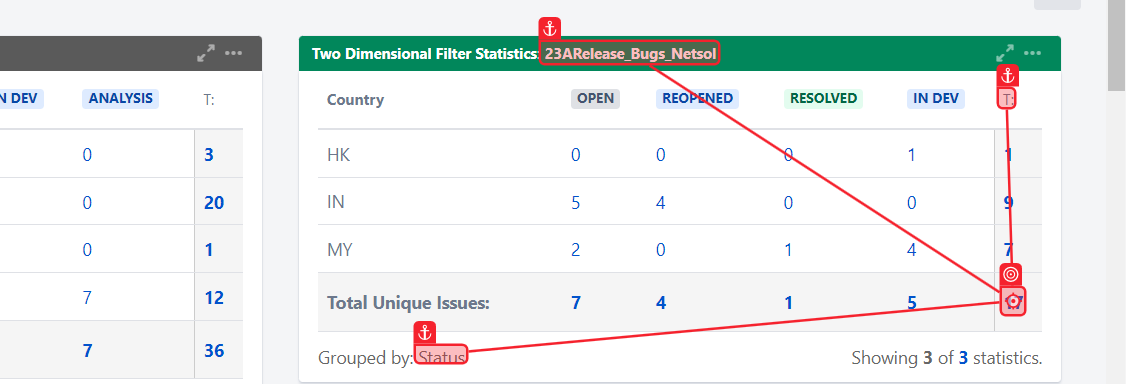 Two Dimensional Filter Statistics: 23ARelease_Bugs_Netsol
N DEV ANALYSIS T:
0 3
0 20
0 1
7 12
7 36
Country OPEN REOPENED RESOLVED IN DEV T:
HK 0 0 0 1 1
IN 5 4 0 0 9
MY 2 0 1 4 7
Total Unique Issues: 7 4 1 5 17
Grouped by: Status
Showing 3 of 3 statistics.